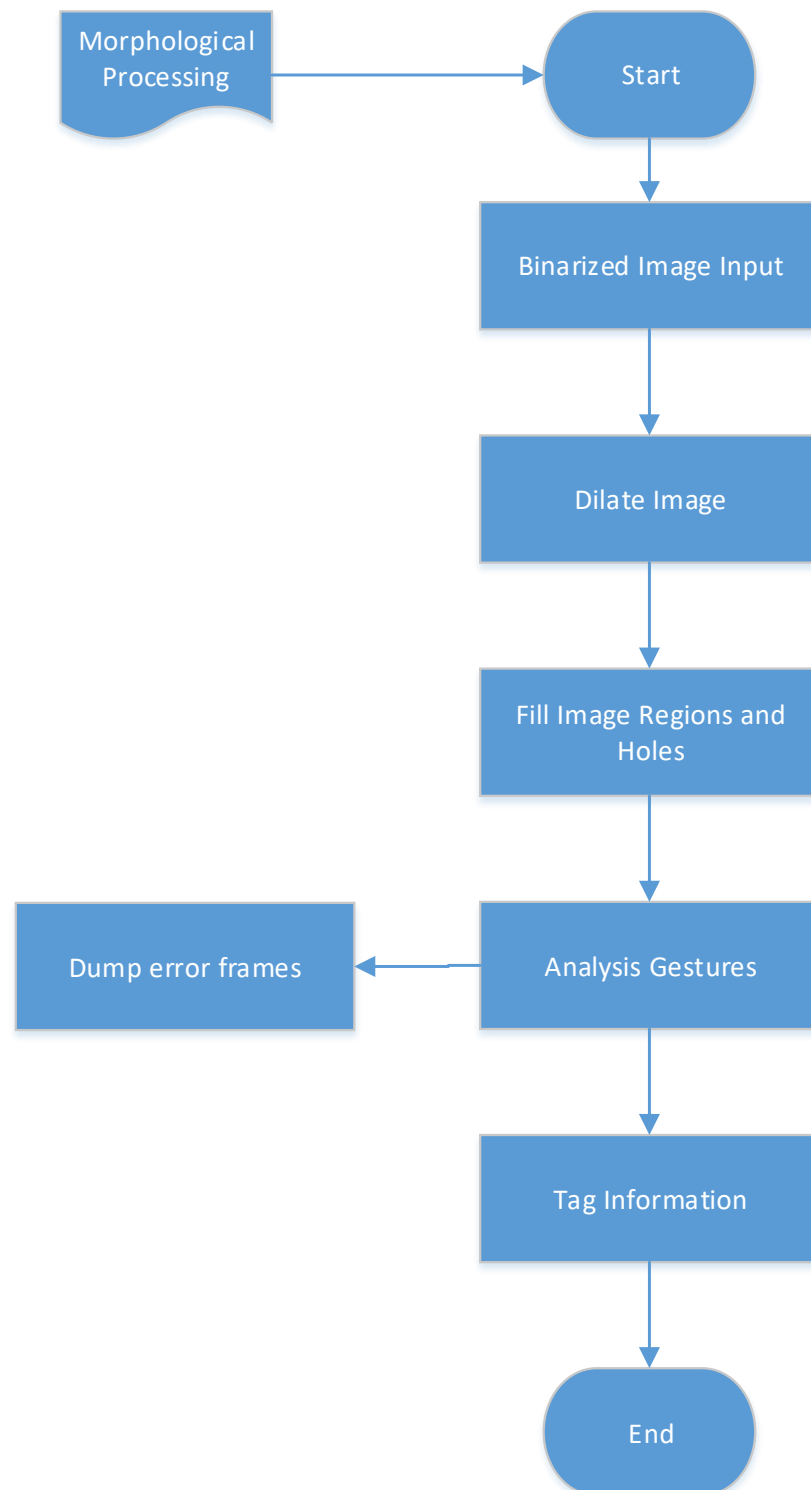 Morphological
Processing
Start
Binarized Image Input
Dilate Image
Fill Image Regions and
Holes
Dump error frames
Analysis Gestures
Tag Information
End